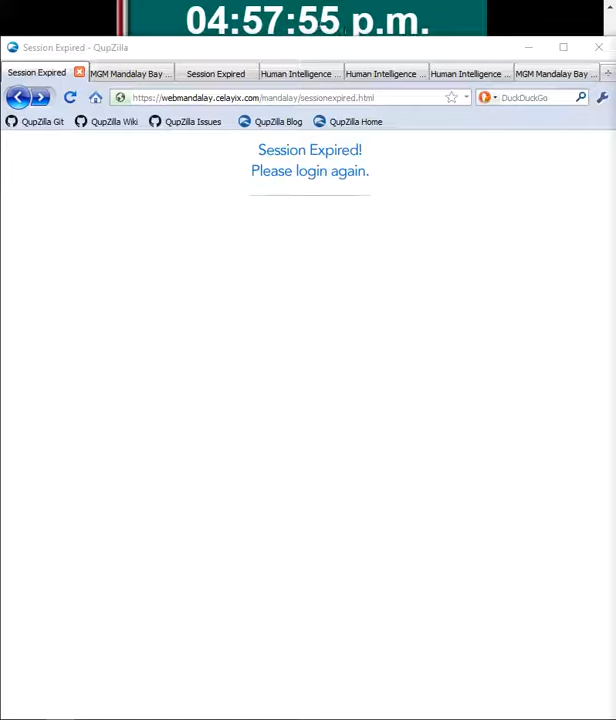 04:57:55 p.m.
Session Expired - QupZilla
Session Expired
MGM Mandalay Bay ...
Session Expired
Human Intelligence ...
Human Intelligence ...
Human Intelligence ...
MGM Mandalay Bay ...
https://webmandalay.celayix.com/mandalay/sessionexpired.html
DuckDuckGo
QupZilla Git
QupZilla Wiki
QupZilla Issues
QupZilla Blog
QupZilla Home
Session Expired!
Please login again.